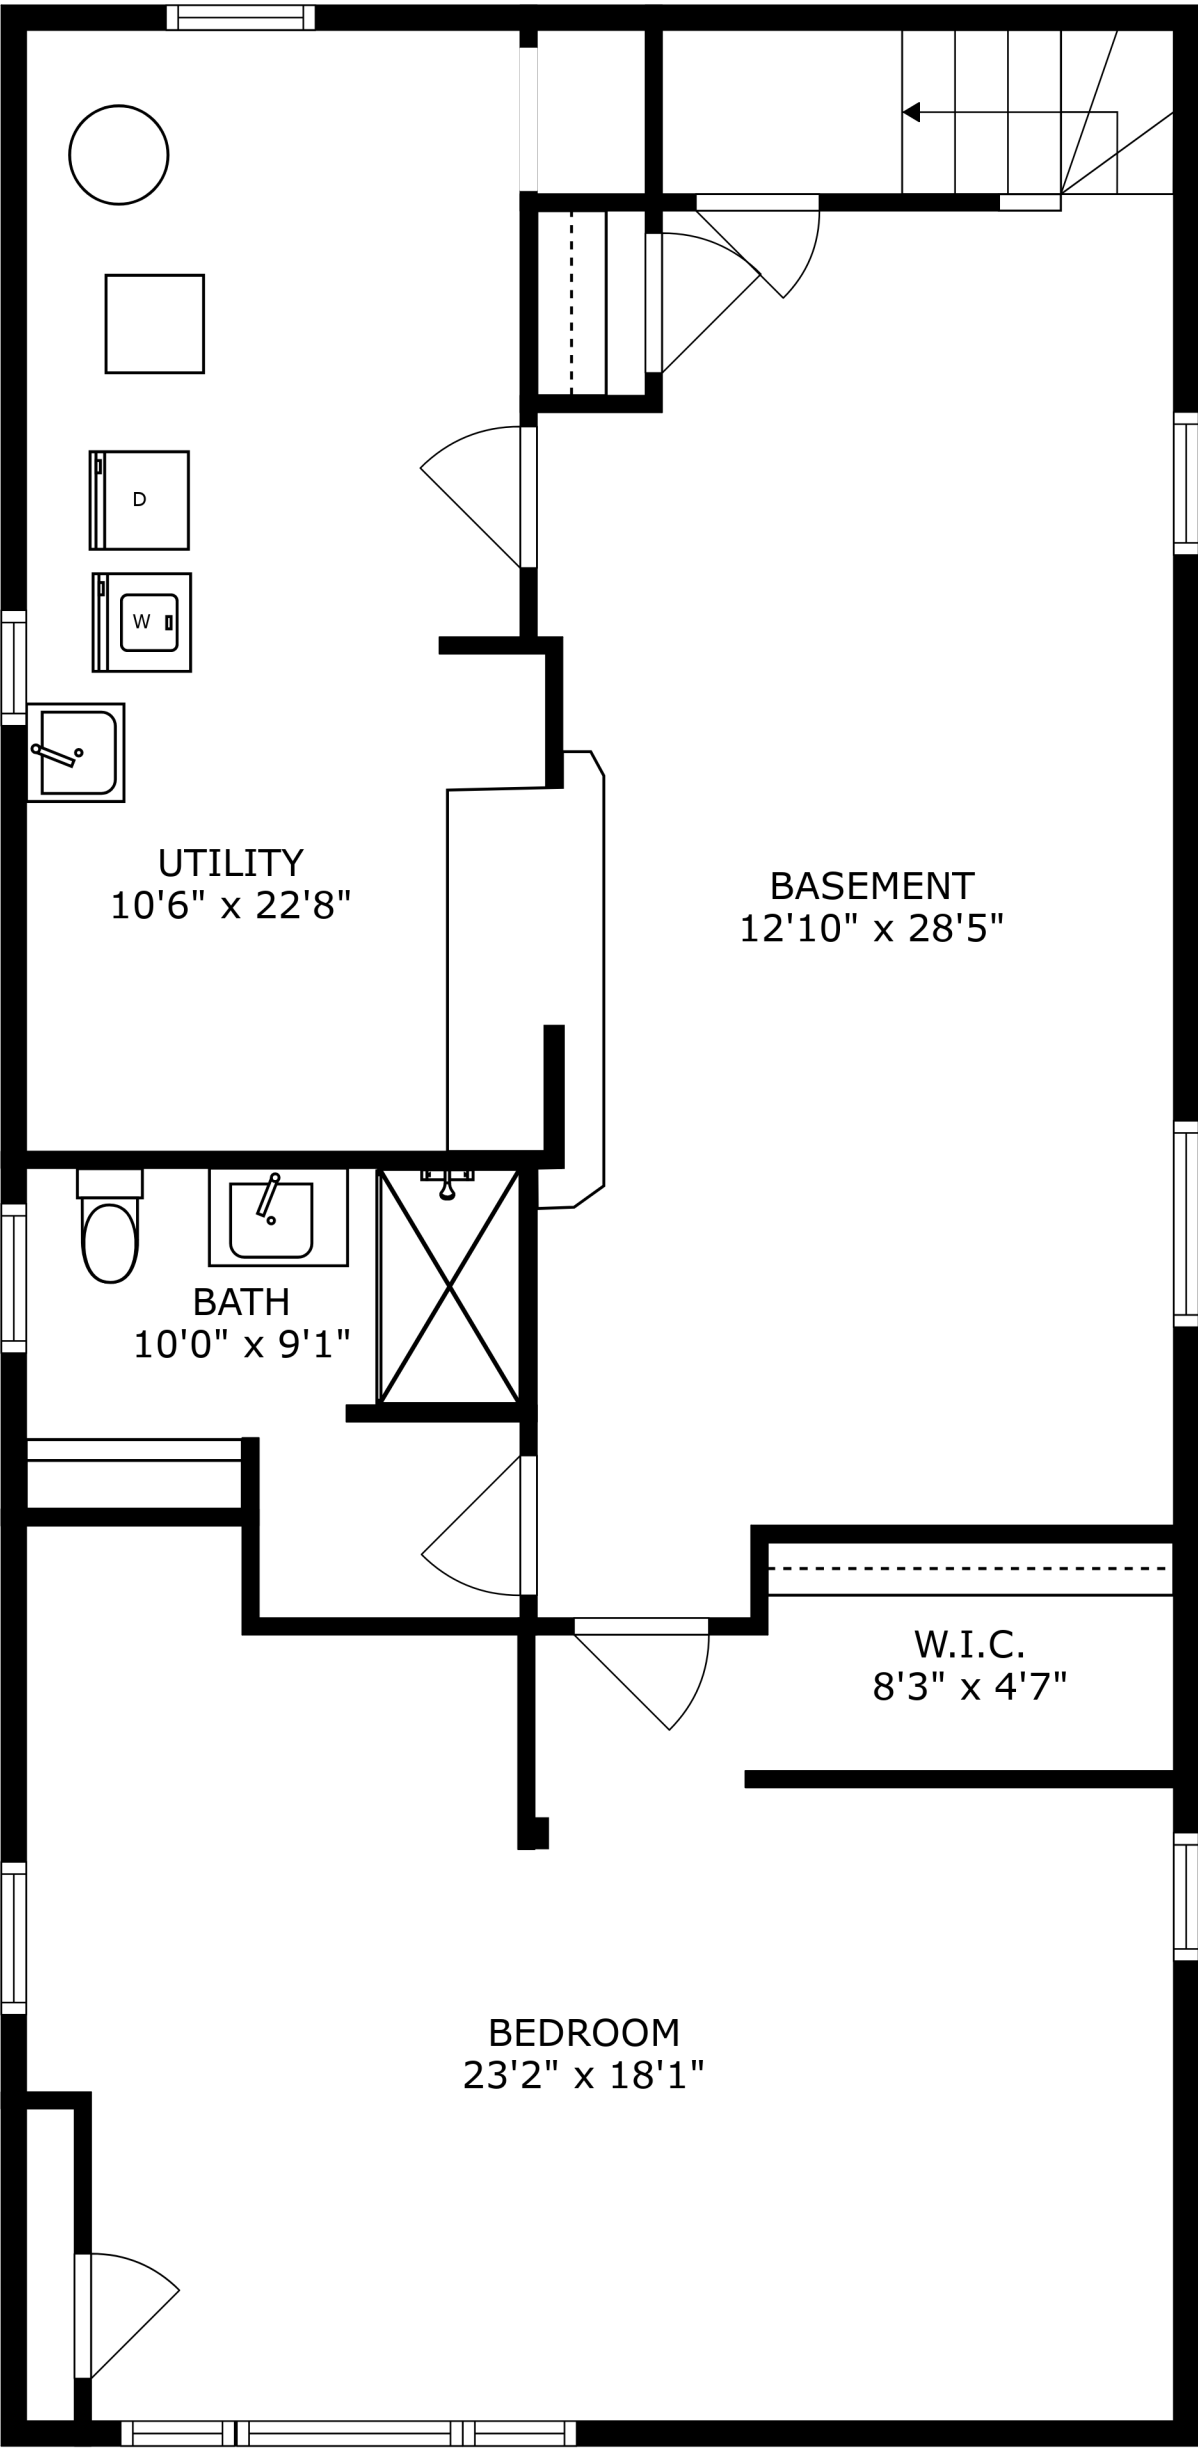 D
W
UTILITY
10'6" x 22'8"
BASEMENT
12'10" x 28'5"
BATH
10'0" x 9'1"
W.I.C.
8'3" x 4'7"
BEDROOM
23'2" x 18'1"